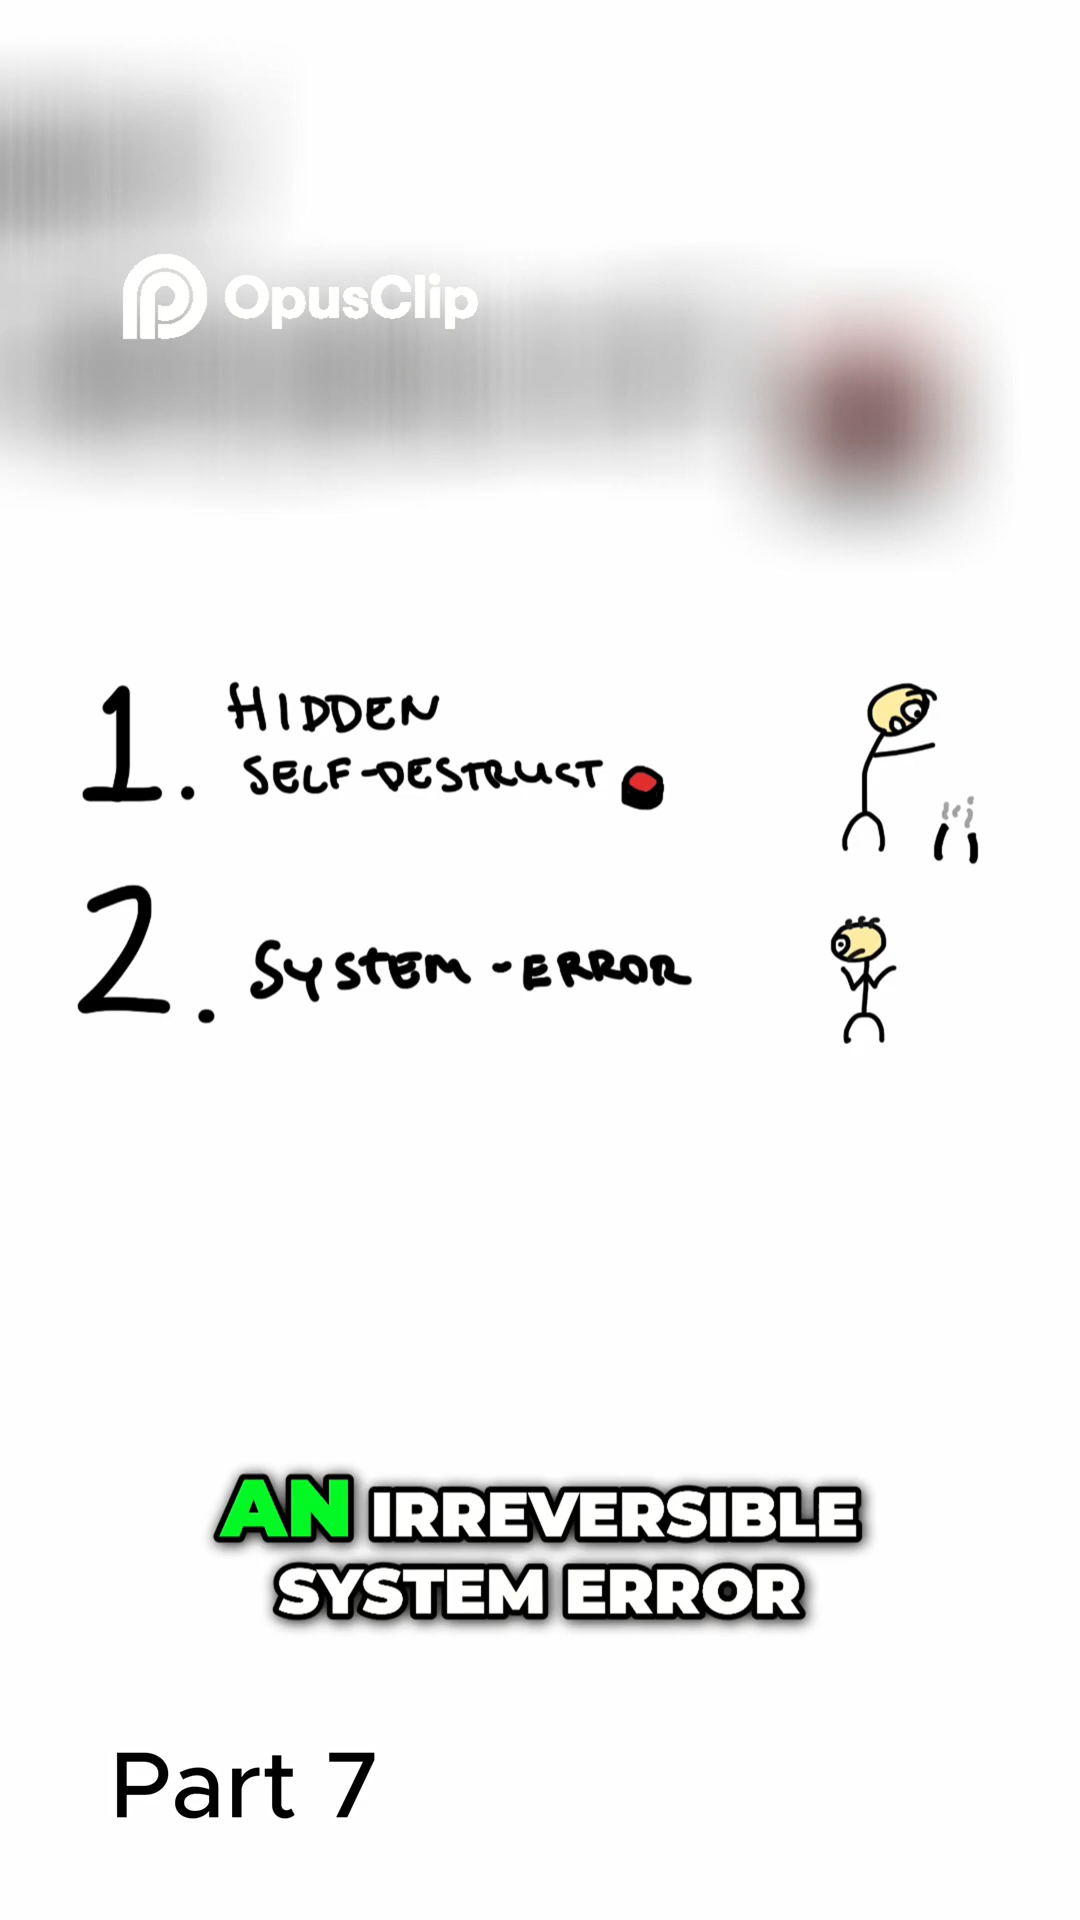 OpusClip
1. HIDDEN
SELF-DESTRUCT
2. SYSTEM-ERROR
AN IRREVERSIBLE
SYSTEM ERROR
Part 7